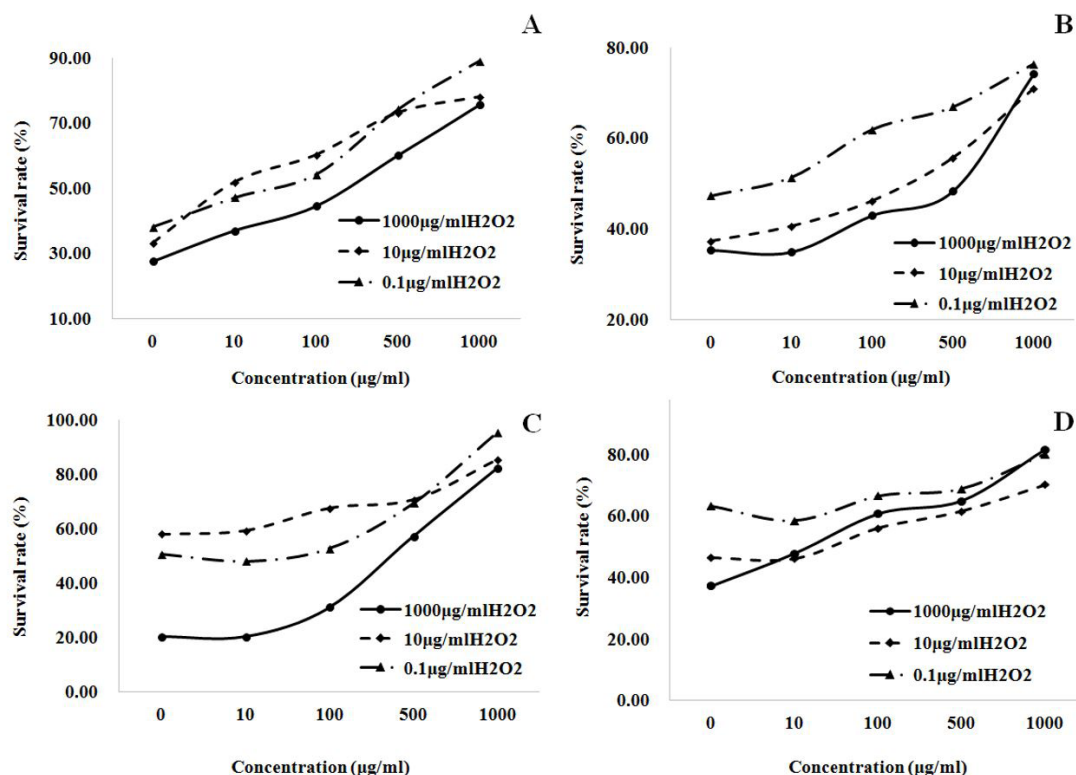 A
90.00
70.00
50.00
30.00
10.00
Survival rate (%)
1000µg/mlH2O2
10µg/mlH2O2
0.1µg/mlH2O2
0 10 100 500 1000
Concentration (µg/ml)
B
80.00
60.00
40.00
20.00
Survival rate (%)
1000µg/mlH2O2
10µg/mlH2O2
0.1µg/mlH2O2
0 10 100 500 1000
Concentration (µg/ml)
C
100.00
80.00
60.00
40.00
20.00
0.00
Survival rate (%)
1000µg/mlH2O2
10µg/mlH2O2
0.1µg/mlH2O2
0 10 100 500 1000
Concentration (µg/ml)
D
80.00
60.00
40.00
20.00
0.00
Survival rate (%)
1000µg/mlH2O2
10µg/mlH2O2
0.1µg/mlH2O2
0 10 100 500 1000
Concentration (µg/ml)